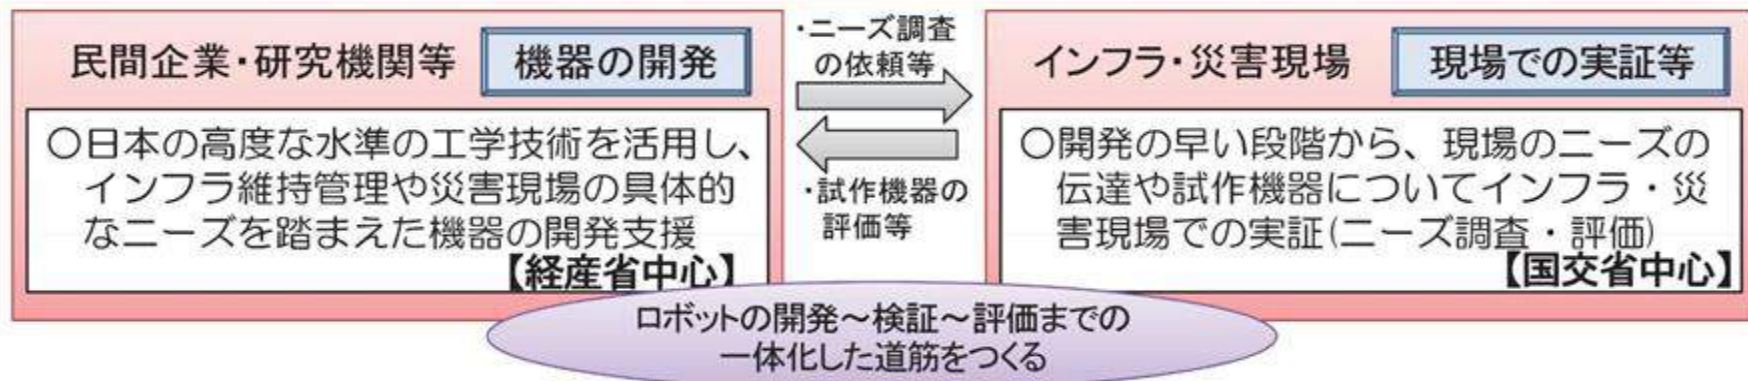 民間企業・研究機関等
機器の開発
○日本の高度な水準の工学技術を活用し、
インフラ維持管理や災害現場の具体的
なニーズを踏まえた機器の開発支援
【経産省中心】
・ニーズ調査
の依頼等
・試作機器の
評価等
インフラ・災害現場
現場での実証等
○開発の早い段階から、現場のニーズの
伝達や試作機器についてインフラ・災
害現場での実証(ニーズ調査・評価)
【国交省中心】
ロボットの開発～検証～評価までの
一体化した道筋をつくる